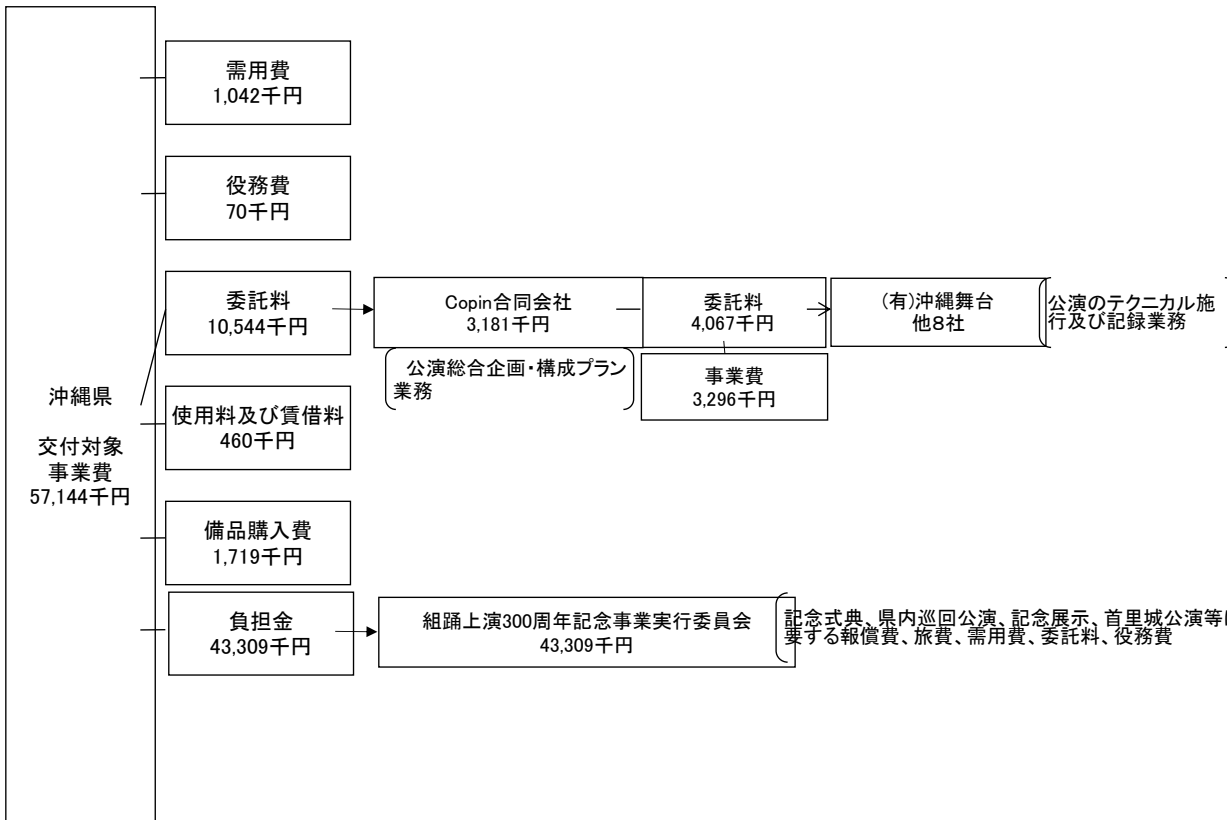 沖縄県
交付対象
事業費
57,144千円
需用費
1,042千円
役務費
70千円
委託料
10,544千円
Copin合同会社
3,181千円
公演総合企画・構成プラン
業務
委託料
4,067千円
事業費
3,296千円
(有)沖縄舞台
他8社
公演のテクニカル施
行及び記録業務
使用料及び賃借料
460千円
備品購入費
1,719千円
負担金
43,309千円
組踊上演300周年記念事業実行委員会
43,309千円
記念式典、県内巡回公演、記念展示、首里城公演等に
要する報償費、旅費、需用費、委託料、役務費